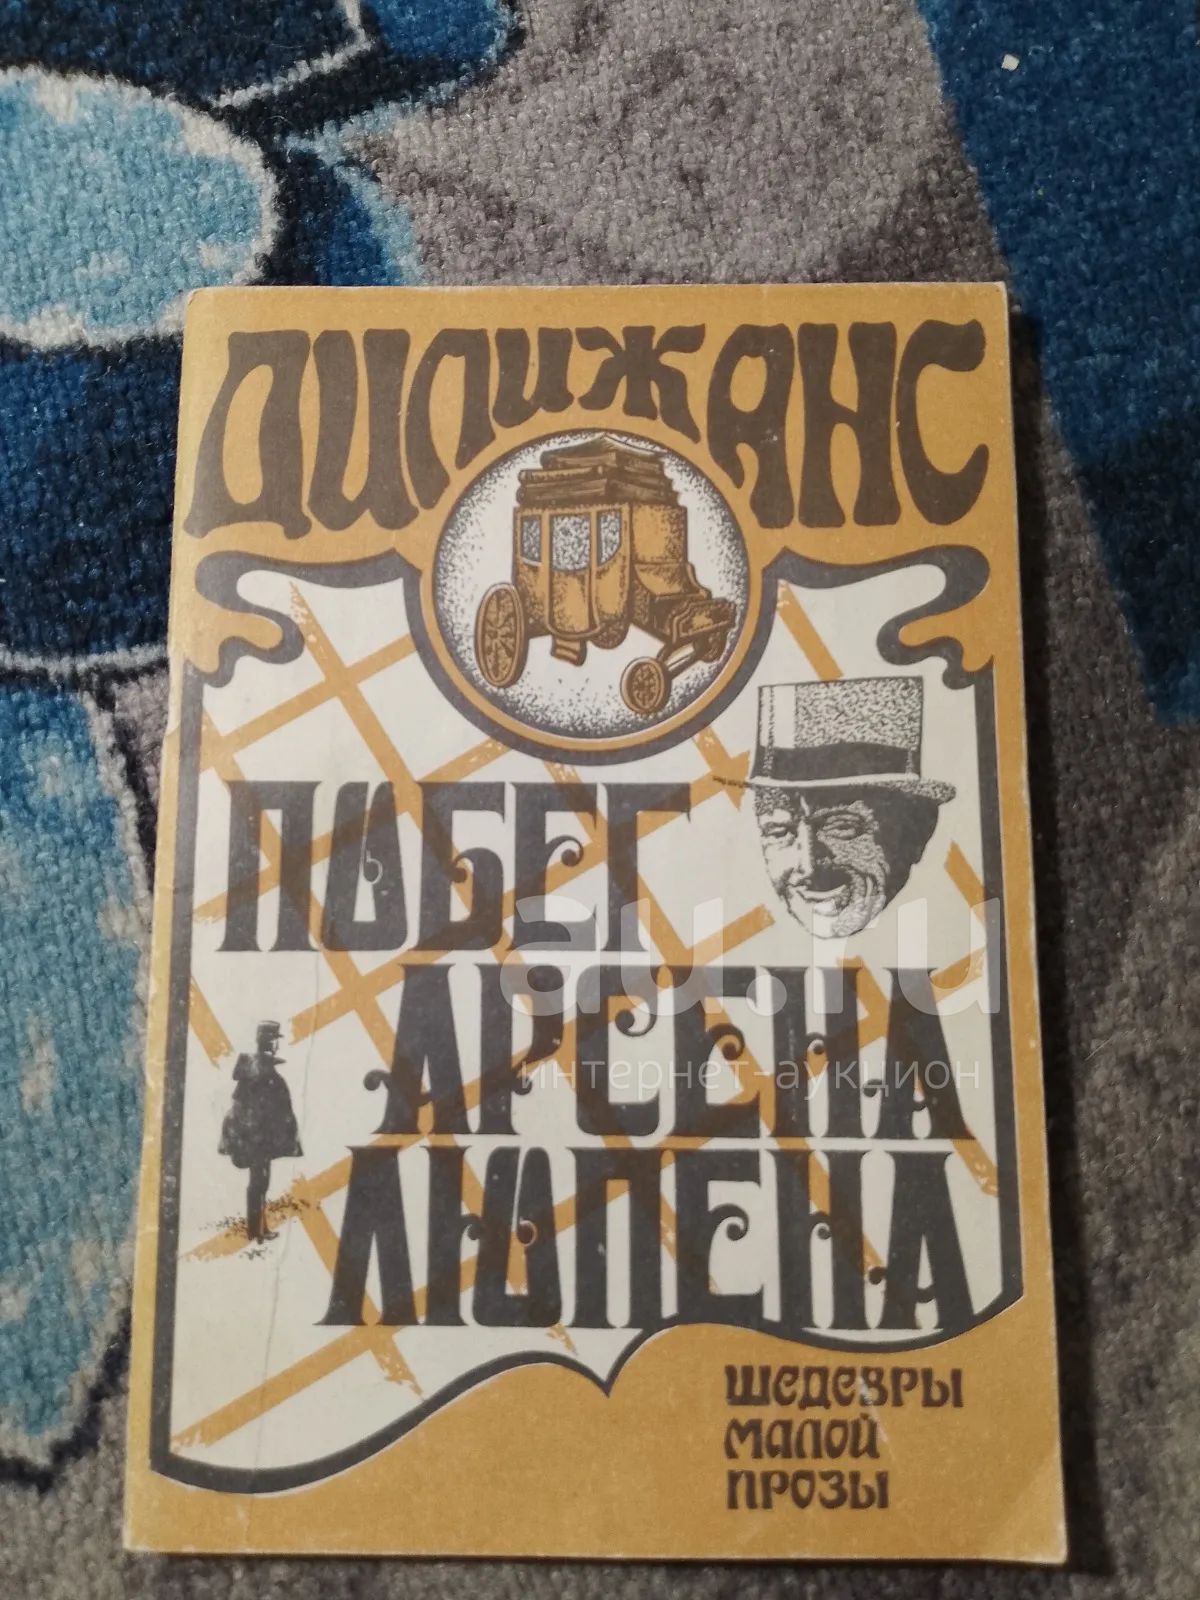 ДИЛИЖАНС
ПОБЕГ
АРСЕНА
ЛЮПЕНА
ШЕДЕВРЫ
МАЛОЙ
ПРОЗЫ
au.ru
интернет-аукцион